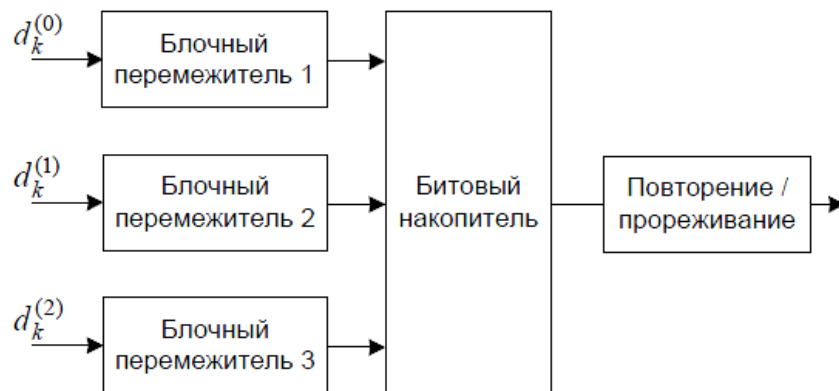 d_k^{(0)}
Блочный
перемежитель 1
d_k^{(1)}
Блочный
перемежитель 2
Битовый
накопитель
Повторение /
прореживание
d_k^{(2)}
Блочный
перемежитель 3